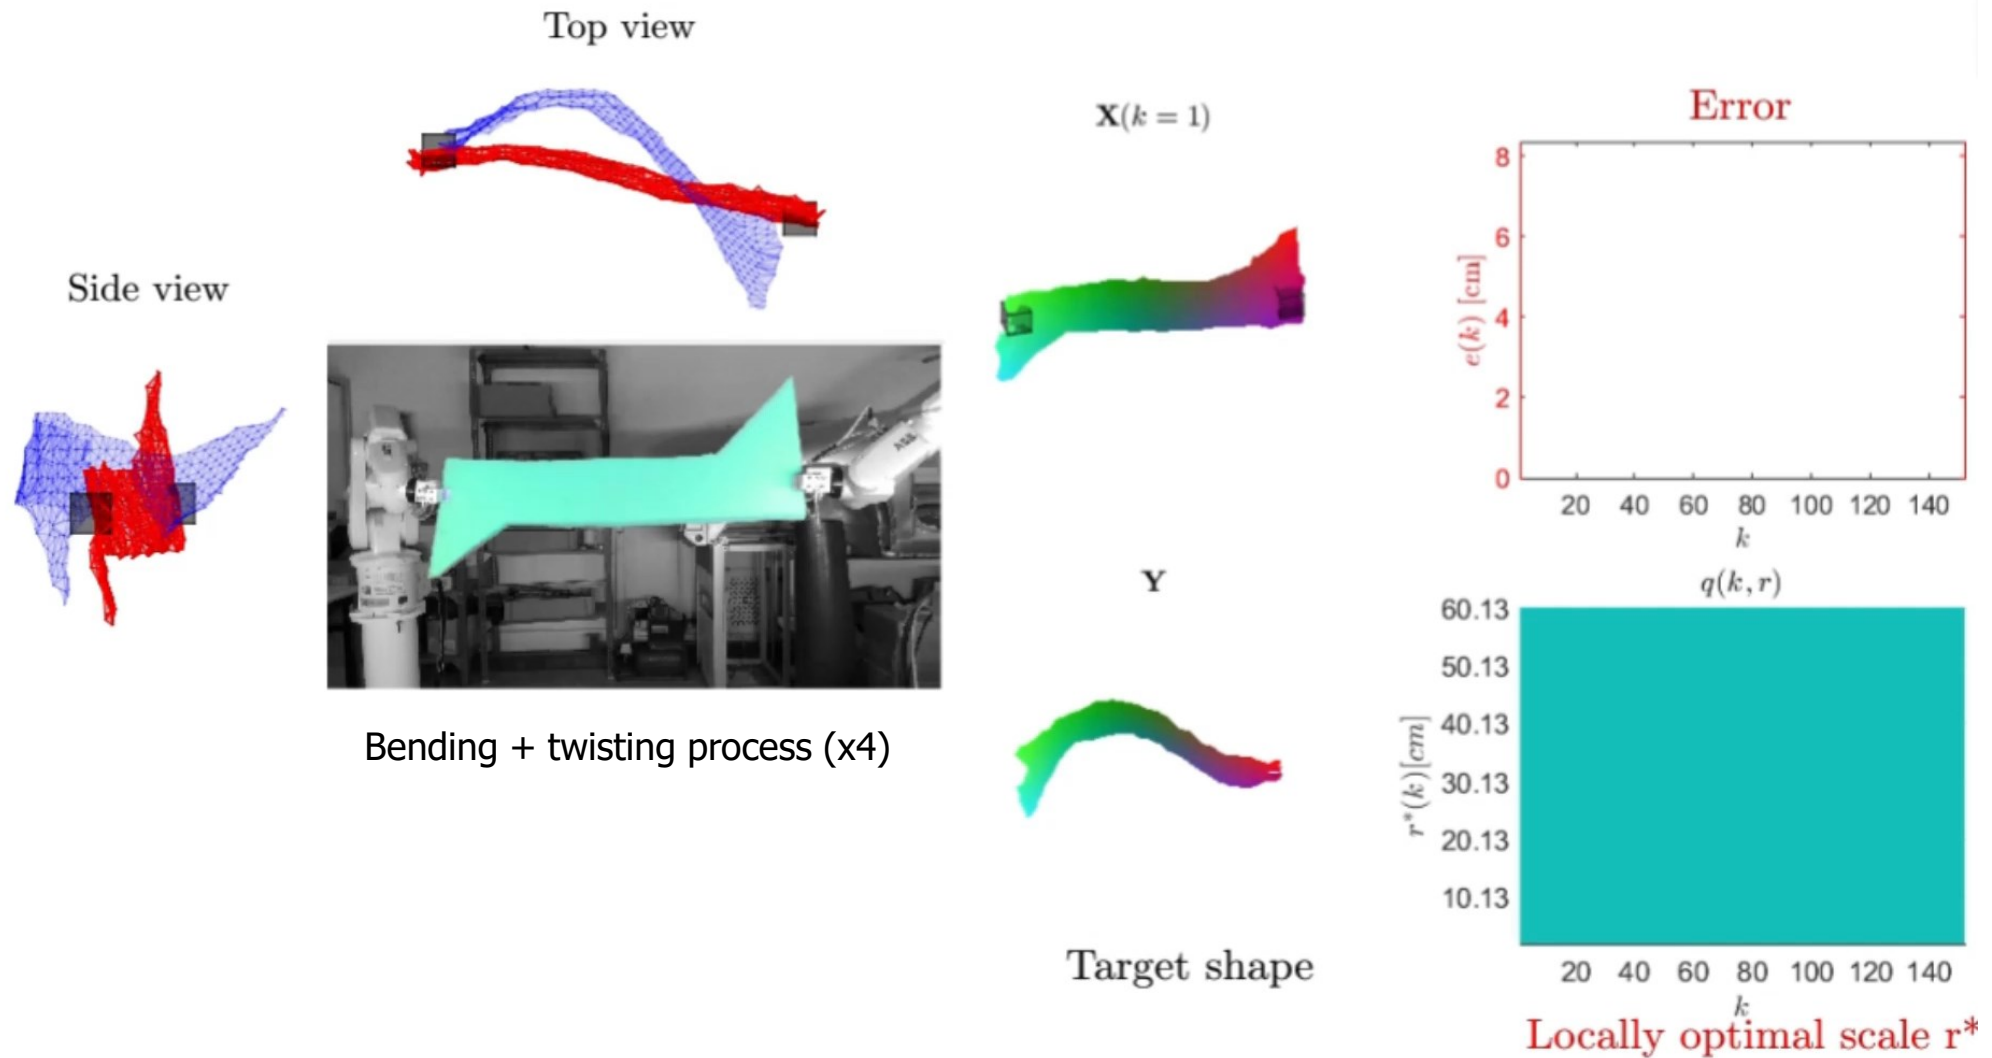 Top view
Side view
ABB
Bending + twisting process (x4)
X(k = 1)
Y
Target shape
Error
e(k) [cm]
8
6
4
2
0
20 40 60 80 100 120 140
k
q(k, r)
r*(k)[cm]
60.13
50.13
40.13
30.13
20.13
10.13
20 40 60 80 100 120 140
k
Locally optimal scale r*